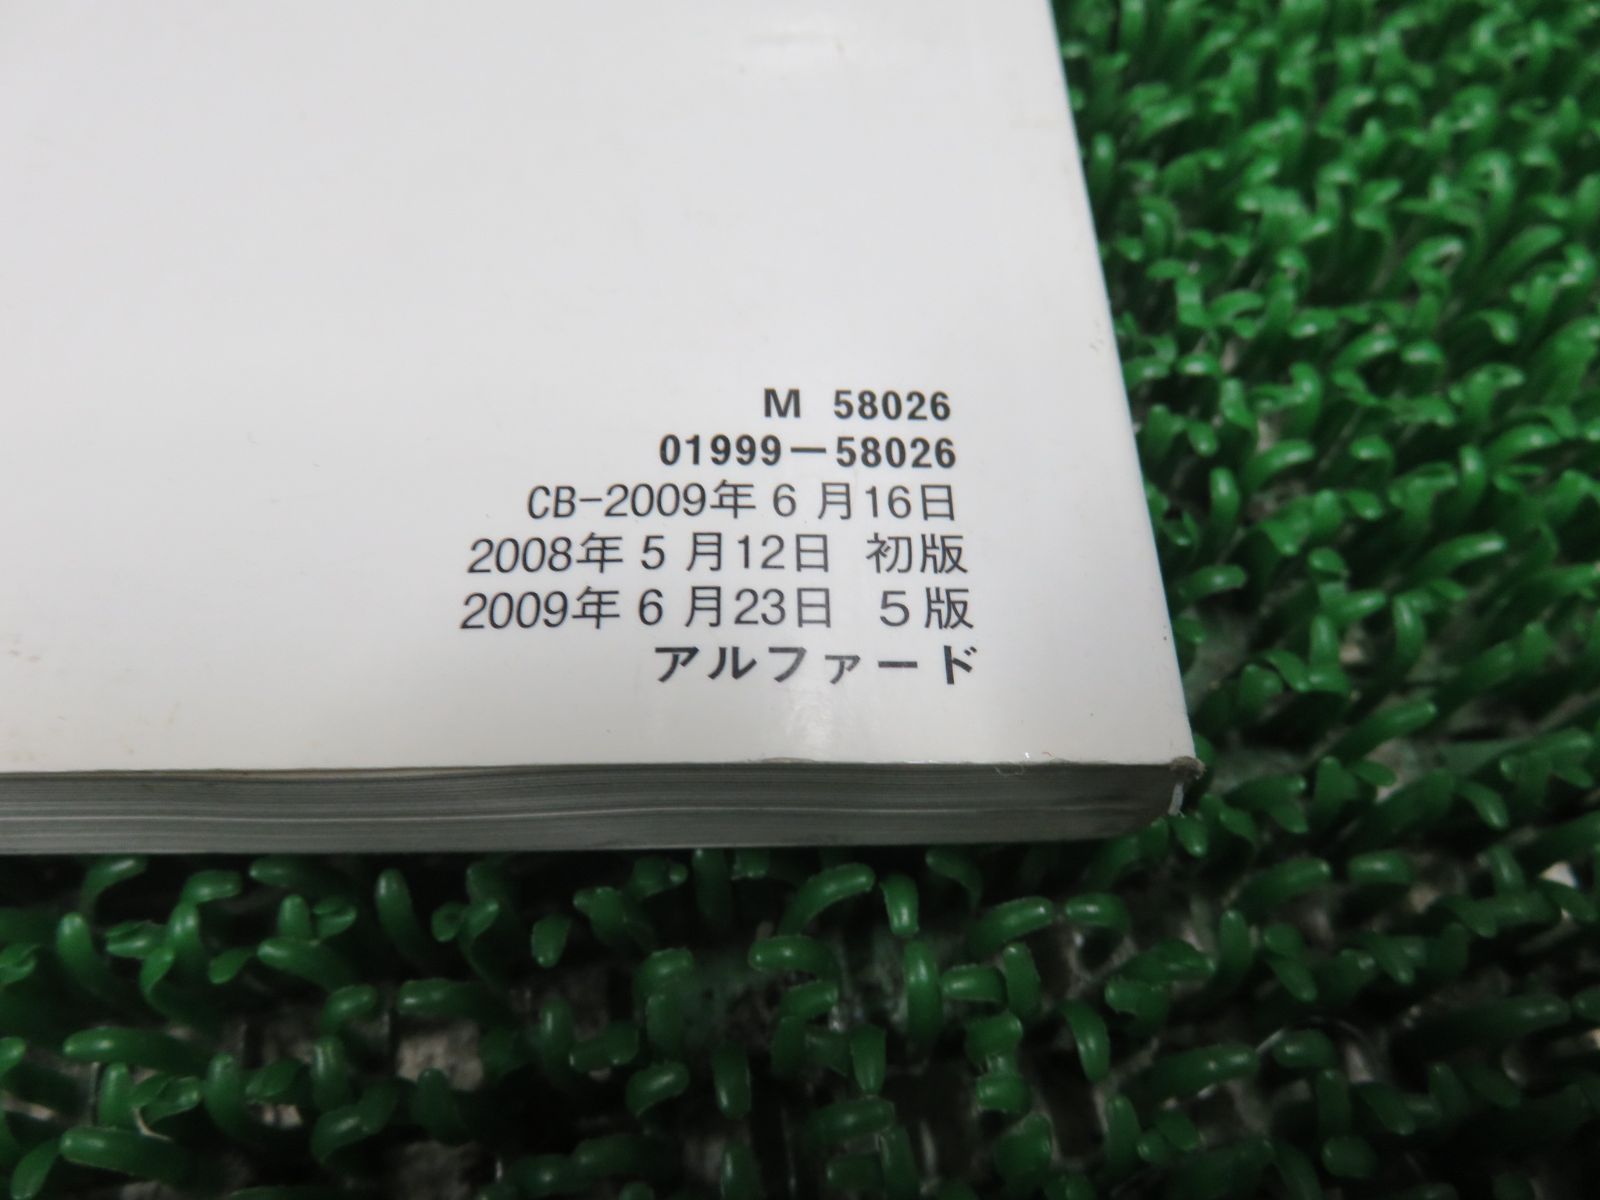 M 58026
01999-58026
CB-2009年6月16日
2008年5月12日 初版
2009年6月23日 5版
アルファード